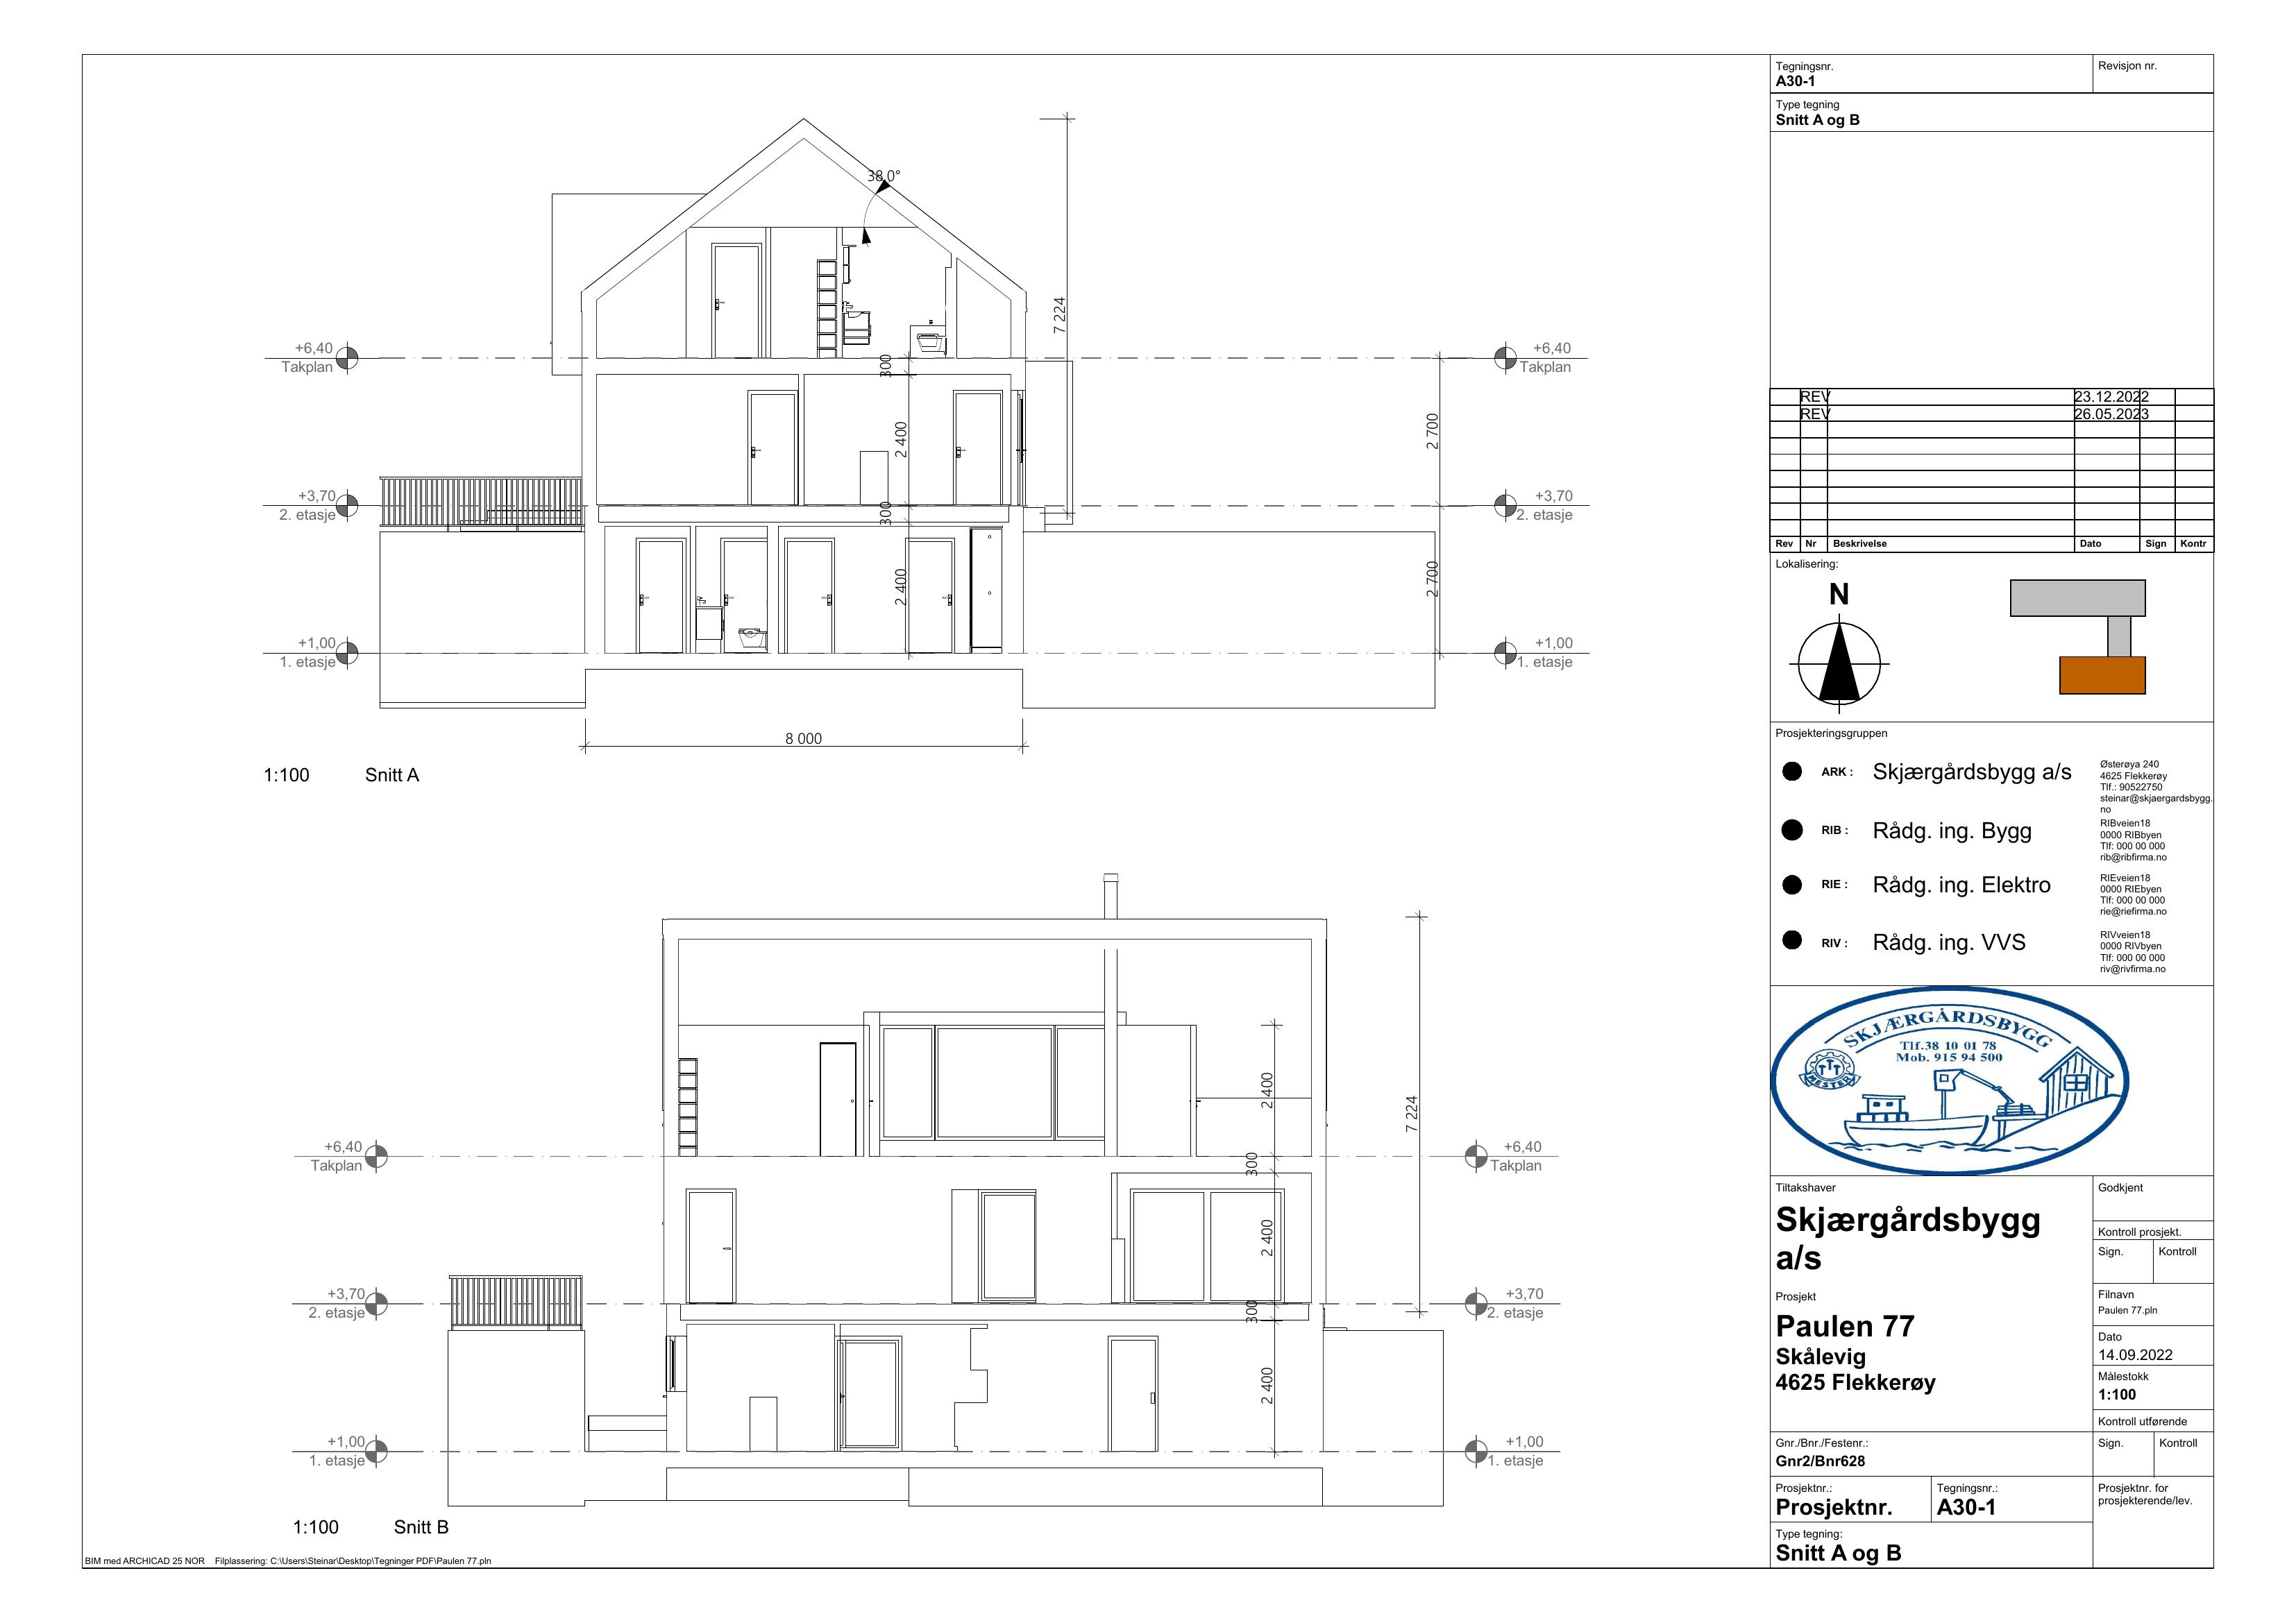 38,0°
7 224
+6,40
Takplan
+6,40
Takplan
300
2 400
2 700
+3,70
2. etasje
+3,70
2. etasje
300
2 400
2 700
+1,00
1. etasje
+1,00
1. etasje
8 000
1:100 Snitt A
2 400
7 224
+6,40
Takplan
+6,40
Takplan
300
2 400
+3,70
2. etasje
+3,70
2. etasje
300
2 400
+1,00
1. etasje
+1,00
1. etasje
1:100 Snitt B
BIM med ARCHICAD 25 NOR Filplassering: C:\Users\Steinar\Desktop\Tegninger PDF\Paulen 77.pln
Tegningsnr.
A30-1
Revisjon nr.
Type tegning
Snitt A og B
REV 23.12.2022
REV 26.05.2023
Rev Nr Beskrivelse Dato Sign Kontr
Lokalisering:
N
Prosjekteringsgruppen
ARK : Skjærgårdsbygg a/s
Østerøya 240
4625 Flekkerøy
Tlf.: 90522750
steinar@skjaergardsbygg.
no
RIB : Rådg. ing. Bygg
RIBveien18
0000 RIBbyen
Tlf: 000 00 000
rib@ribfirma.no
RIE : Rådg. ing. Elektro
RIEveien18
0000 RIEbyen
Tlf: 000 00 000
rie@riefirma.no
RIV : Rådg. ing. VVS
RIVveien18
0000 RIVbyen
Tlf: 000 00 000
riv@rivfirma.no
SKJÆRGÅRDSBYGG
Tlf.38 10 01 78
Mob. 915 94 500
MESTER
Tiltakshaver
Skjærgårdsbygg
a/s
Godkjent
Kontroll prosjekt.
Sign. Kontroll
Prosjekt
Paulen 77
Skålevig
4625 Flekkerøy
Filnavn
Paulen 77.pln
Dato
14.09.2022
Målestokk
1:100
Kontroll utførende
Sign. Kontroll
Gnr./Bnr./Festenr.:
Gnr2/Bnr628
Prosjektnr.:
Prosjektnr.
Tegningsnr.:
A30-1
Prosjektnr. for
prosjekterende/lev.
Type tegning:
Snitt A og B